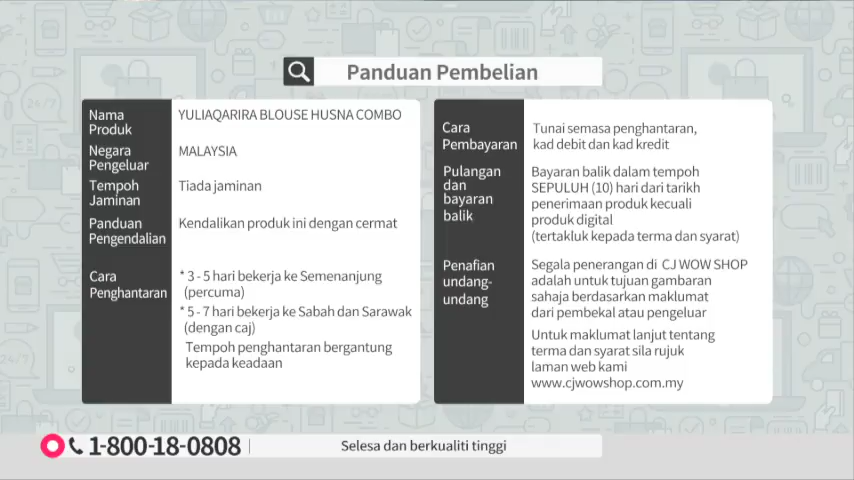 Panduan Pembelian
Nama
Produk
YULIAQARIRA BLOUSE HUSNA COMBO
Negara
Pengeluar
MALAYSIA
Tempoh
Jaminan
Tiada jaminan
Panduan
Pengendalian
Kendalikan produk ini dengan cermat
Cara
Penghantaran
* 3 - 5 hari bekerja ke Semenanjung
(percuma)
* 5 - 7 hari bekerja ke Sabah dan Sarawak
(dengan caj)
Tempoh penghantaran bergantung
kepada keadaan
Cara
Pembayaran
Tunai semasa penghantaran,
kad debit dan kad kredit
Pulangan
dan
bayaran
balik
Bayaran balik dalam tempoh
SEPULUH (10) hari dari tarikh
penerimaan produk kecuali
produk digital
(tertakluk kepada terma dan syarat)
Penafian
undang-
undang
Segala penerangan di CJ WOW SHOP
adalah untuk tujuan gambaran
sahaja berdasarkan maklumat
dari pembekal atau pengeluar
Untuk maklumat lanjut tentang
terma dan syarat sila rujuk
laman web kami
www.cjwowshop.com.my
1-800-18-0808
Selesa dan berkualiti tinggi